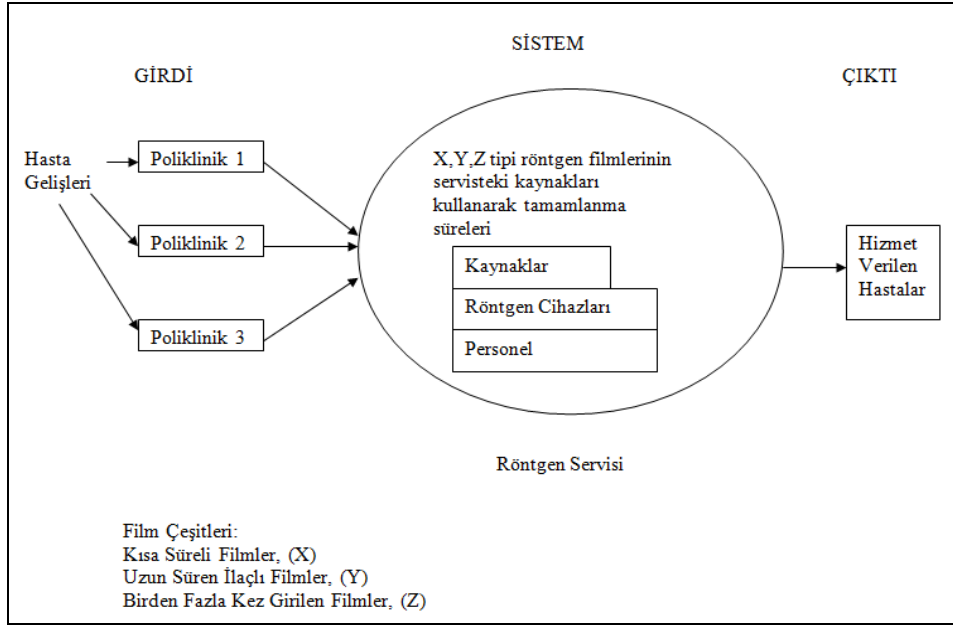 SİSTEM
GİRDİ
ÇIKTI
Hasta
Gelişleri
Poliklinik 1
Poliklinik 2
Poliklinik 3
X,Y,Z tipi röntgen filmlerinin
servisteki kaynakları
kullanarak tamamlanma
süreleri
Kaynaklar
Röntgen Cihazları
Personel
Hizmet
Verilen
Hastalar
Röntgen Servisi
Film Çeşitleri:
Kısa Süreli Filmler, (X)
Uzun Süren İlaçlı Filmler, (Y)
Birden Fazla Kez Girilen Filmler, (Z)